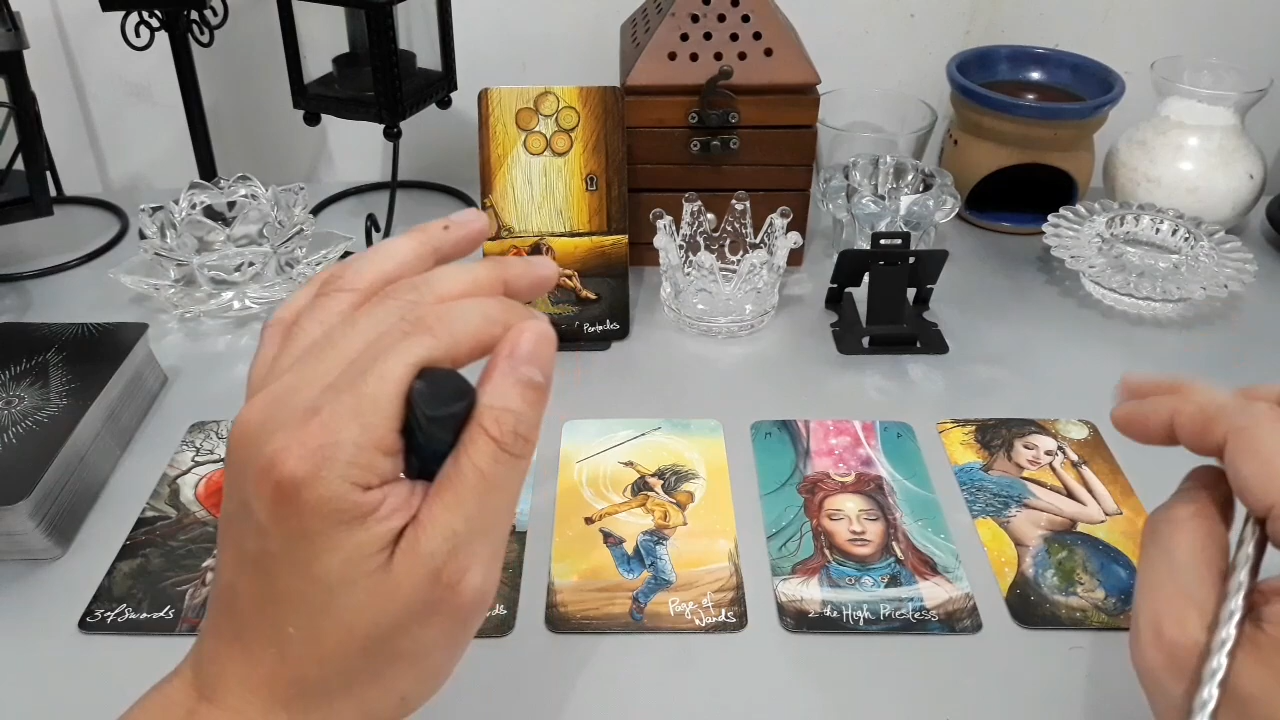 Pentacles
3 of Swords
Page of
Wands
2 the High Priestess